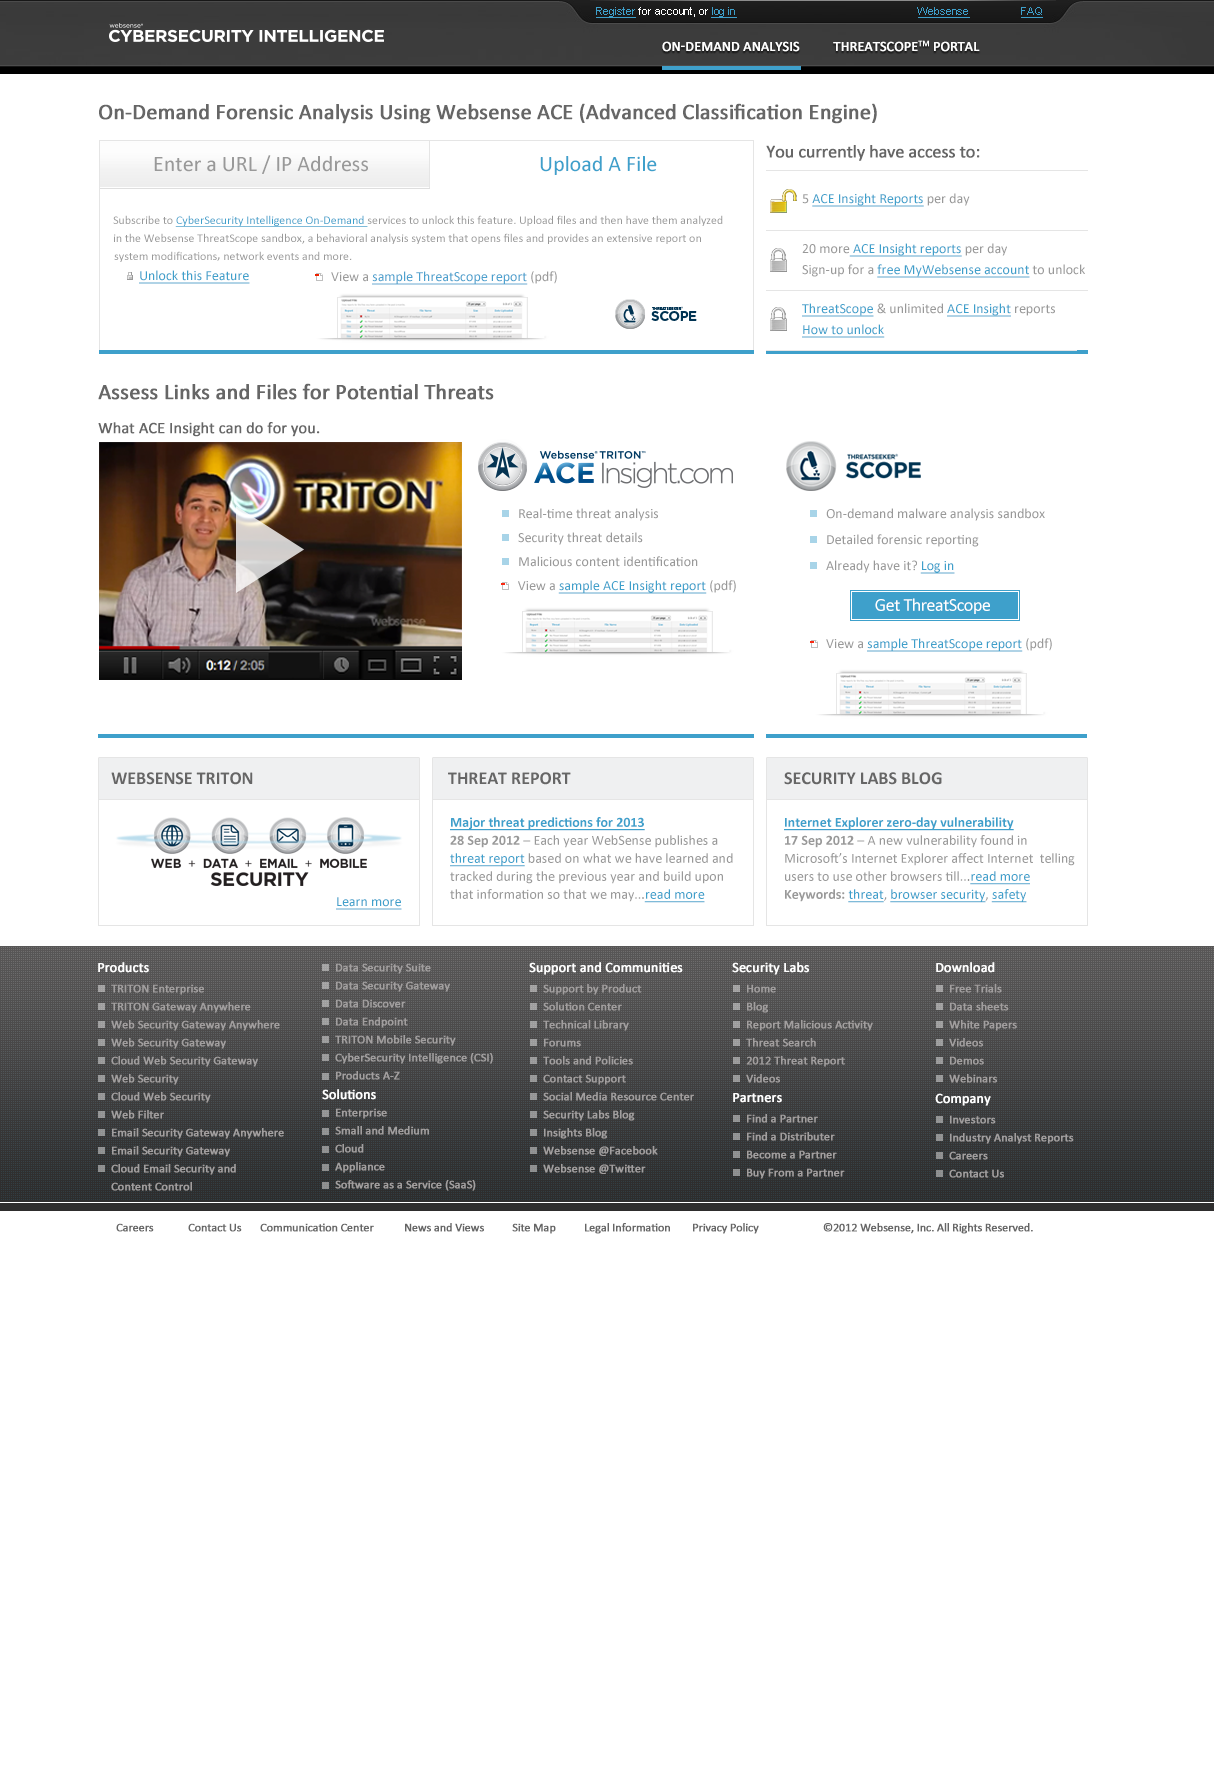 Register for account, or log in
Websense
FAQ
websense®
CYBERSECURITY INTELLIGENCE
ON-DEMAND ANALYSIS
THREATSCOPE™ PORTAL
On-Demand Forensic Analysis Using Websense ACE (Advanced Classification Engine)
Enter a URL / IP Address
Upload A File
Subscribe to CyberSecurity Intelligence On-Demand services to unlock this feature. Upload files and then have them analyzed
in the Websense ThreatScope sandbox, a behavioral analysis system that opens files and provides an extensive report on
system modifications, network events and more.
Unlock this Feature
View a sample ThreatScope report (pdf)
THREATSEEKER®
SCOPE
You currently have access to:
5 ACE Insight Reports per day
20 more ACE Insight reports per day
Sign-up for a free MyWebsense account to unlock
ThreatScope & unlimited ACE Insight reports
How to unlock
Assess Links and Files for Potential Threats
What ACE Insight can do for you.
TRITON™
websense
0:12 / 2:05
Websense® TRITON™
ACE Insight.com
Real-time threat analysis
Security threat details
Malicious content identification
View a sample ACE Insight report (pdf)
THREATSEEKER®
SCOPE
On-demand malware analysis sandbox
Detailed forensic reporting
Already have it? Log in
Get ThreatScope
View a sample ThreatScope report (pdf)
WEBSENSE TRITON
WEB + DATA + EMAIL + MOBILE
SECURITY
Learn more
THREAT REPORT
Major threat predictions for 2013
28 Sep 2012 – Each year WebSense publishes a
threat report based on what we have learned and
tracked during the previous year and build upon
that information so that we may...read more
SECURITY LABS BLOG
Internet Explorer zero-day vulnerability
17 Sep 2012 – A new vulnerability found in
Microsoft's Internet Explorer affect Internet telling
users to use other browsers till...read more
Keywords: threat, browser security, safety
Products
TRITON Enterprise
TRITON Gateway Anywhere
Web Security Gateway Anywhere
Web Security Gateway
Cloud Web Security Gateway
Web Security
Cloud Web Security
Web Filter
Email Security Gateway Anywhere
Email Security Gateway
Cloud Email Security and
Content Control
Data Security Suite
Data Security Gateway
Data Discover
Data Endpoint
TRITON Mobile Security
CyberSecurity Intelligence (CSI)
Products A-Z
Solutions
Enterprise
Small and Medium
Cloud
Appliance
Software as a Service (SaaS)
Support and Communities
Support by Product
Solution Center
Technical Library
Forums
Tools and Policies
Contact Support
Social Media Resource Center
Security Labs Blog
Insights Blog
Websense @Facebook
Websense @Twitter
Security Labs
Home
Blog
Report Malicious Activity
Threat Search
2012 Threat Report
Videos
Partners
Find a Partner
Find a Distributer
Become a Partner
Buy From a Partner
Download
Free Trials
Data sheets
White Papers
Videos
Demos
Webinars
Company
Investors
Industry Analyst Reports
Careers
Contact Us
Careers
Contact Us
Communication Center
News and Views
Site Map
Legal Information
Privacy Policy
©2012 Websense, Inc. All Rights Reserved.